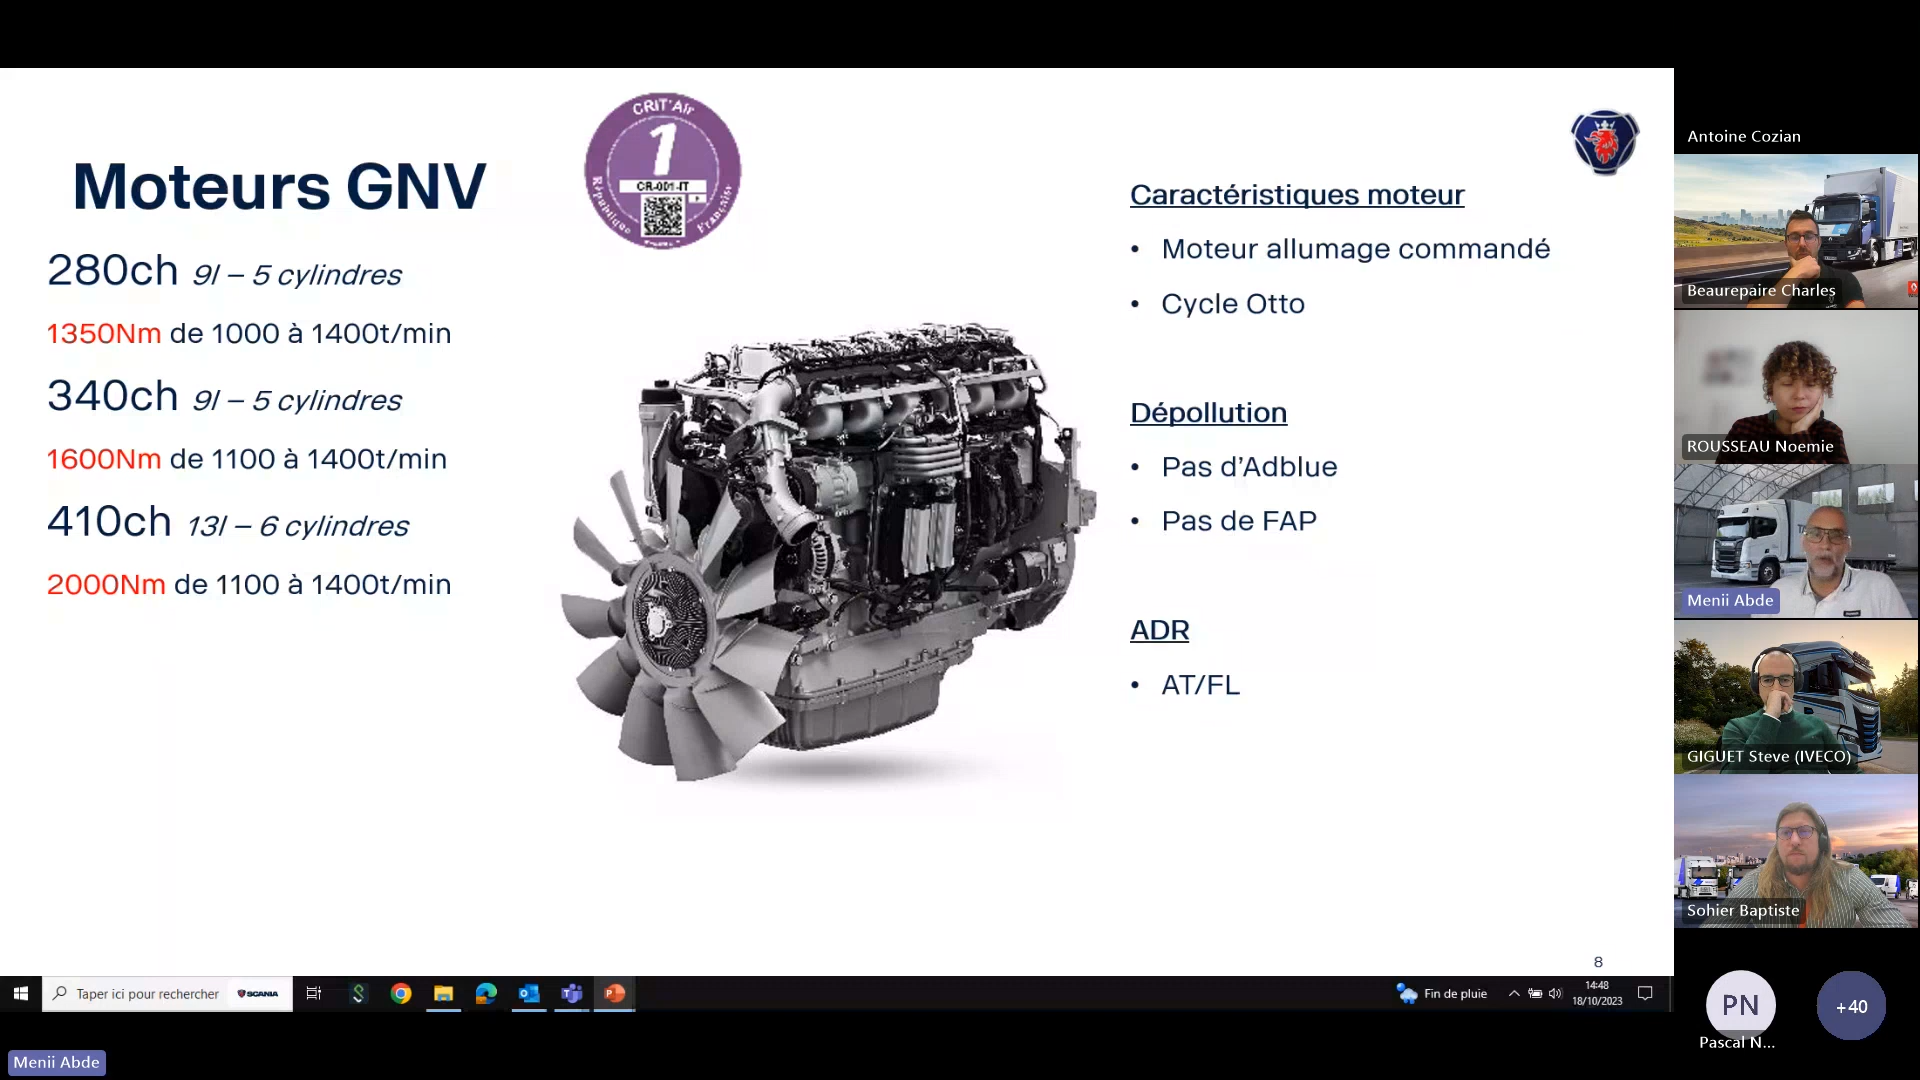 Moteurs GNV
280ch 9l – 5 cylindres
1350Nm de 1000 à 1400t/min
340ch 9l – 5 cylindres
1600Nm de 1100 à 1400t/min
410ch 13l – 6 cylindres
2000Nm de 1100 à 1400t/min
CRIT'Air
1
CR-001-IT
République Française
Caractéristiques moteur
• Moteur allumage commandé
• Cycle Otto
Dépollution
• Pas d'Adblue
• Pas de FAP
ADR
• AT/FL
8
Taper ici pour rechercher
SCANIA
Fin de pluie
14:48
18/10/2023
Antoine Cozian
Beaurepaire Charles
ROUSSEAU Noemie
Menii Abde
GIGUET Steve (IVECO)
Sohier Baptiste
PN
Pascal N...
+40
Menii Abde